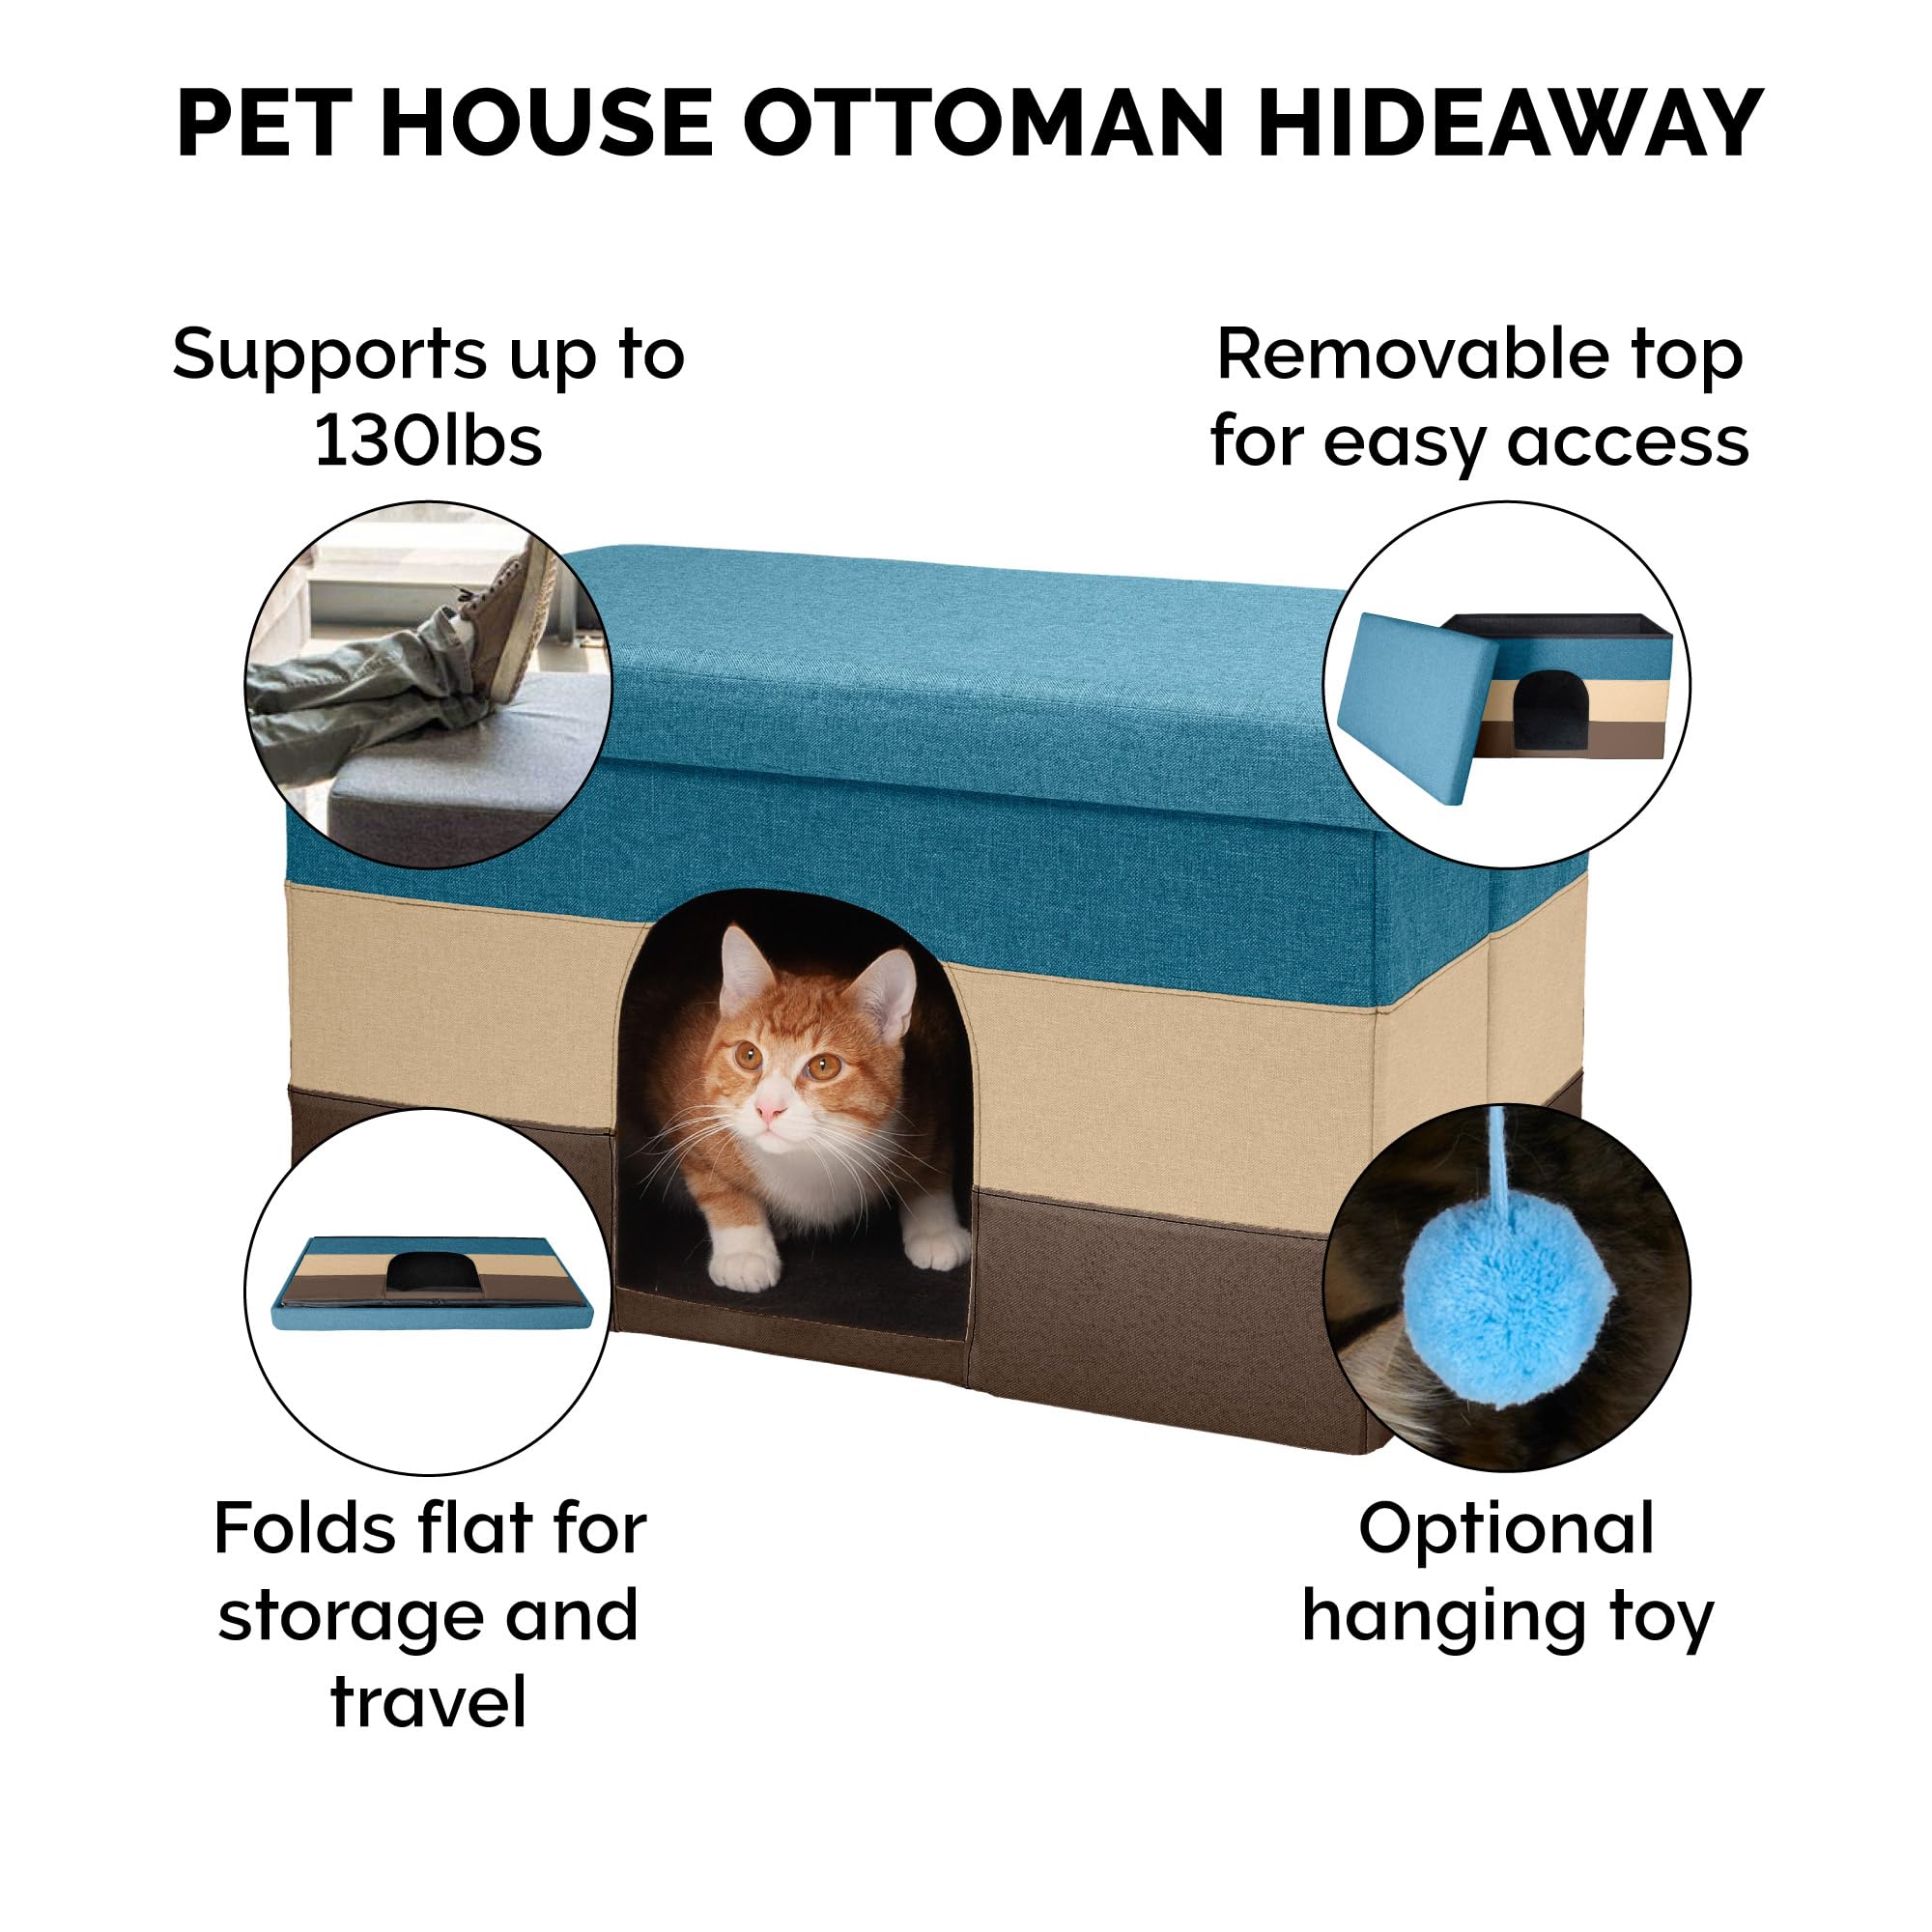 PET HOUSE OTTOMAN HIDEAWAY
Supports up to
130lbs
Removable top
for easy access
Folds flat for
storage and
travel
Optional
hanging toy